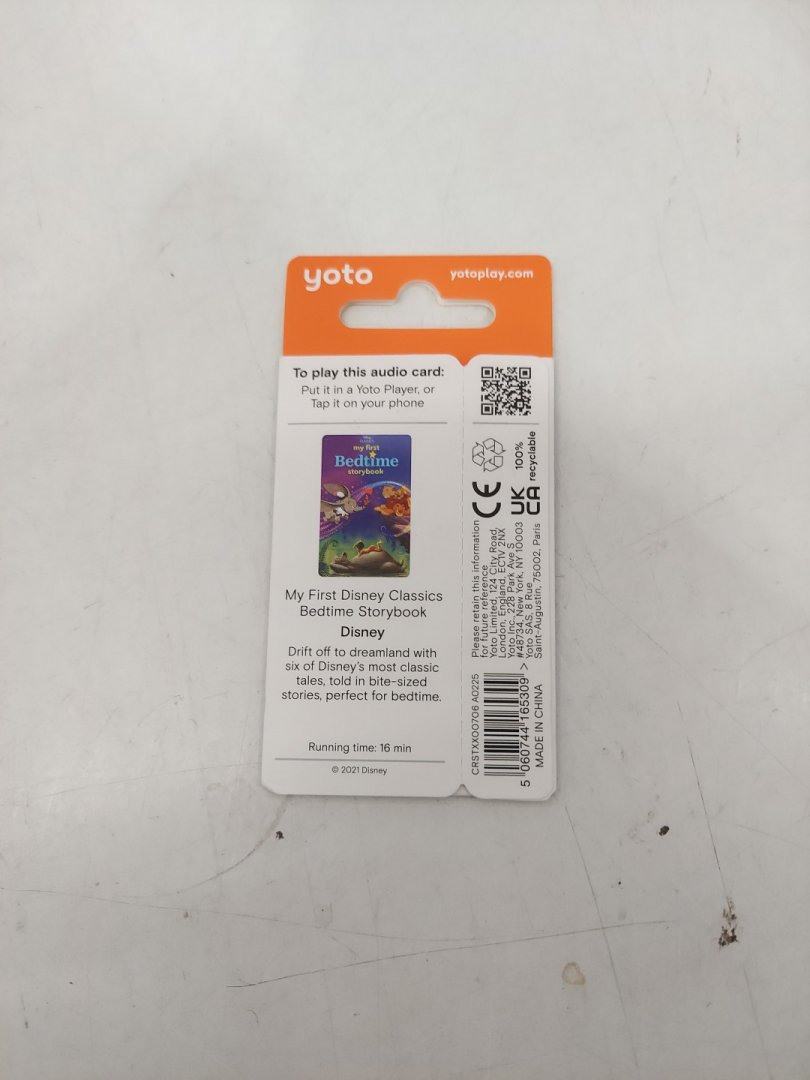 yoto
yotoplay.com
To play this audio card:
Put it in a Yoto Player, or
Tap it on your phone
my first
Bedtime
storybook
My First Disney Classics
Bedtime Storybook
Disney
Drift off to dreamland with
six of Disney's most classic
tales, told in bite-sized
stories, perfect for bedtime.
Running time: 16 min
© 2021 Disney
100%
recyclable
CE
UK
CA
Please retain this information
for future reference
Yoto Limited, 124 City Road,
London, England, EC1V 2NX
Yoto Inc., 228 Park Ave S
#48734, New York, NY 10003
Yoto SAS, 8 Rue
Saint-Augustin, 75002, Paris
CRSTXX00706 A0225
5 060744 165309 >
MADE IN CHINA